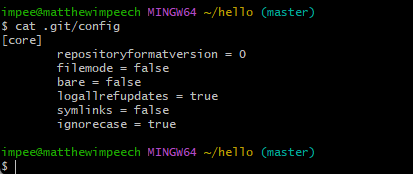 impee@matthewimpeech MINGW64 ~/hello (master)
$ cat .git/config
[core]
        repositoryformatversion = 0
        filemode = false
        bare = false
        logallrefupdates = true
        symlinks = false
        ignorecase = true

impee@matthewimpeech MINGW64 ~/hello (master)
$